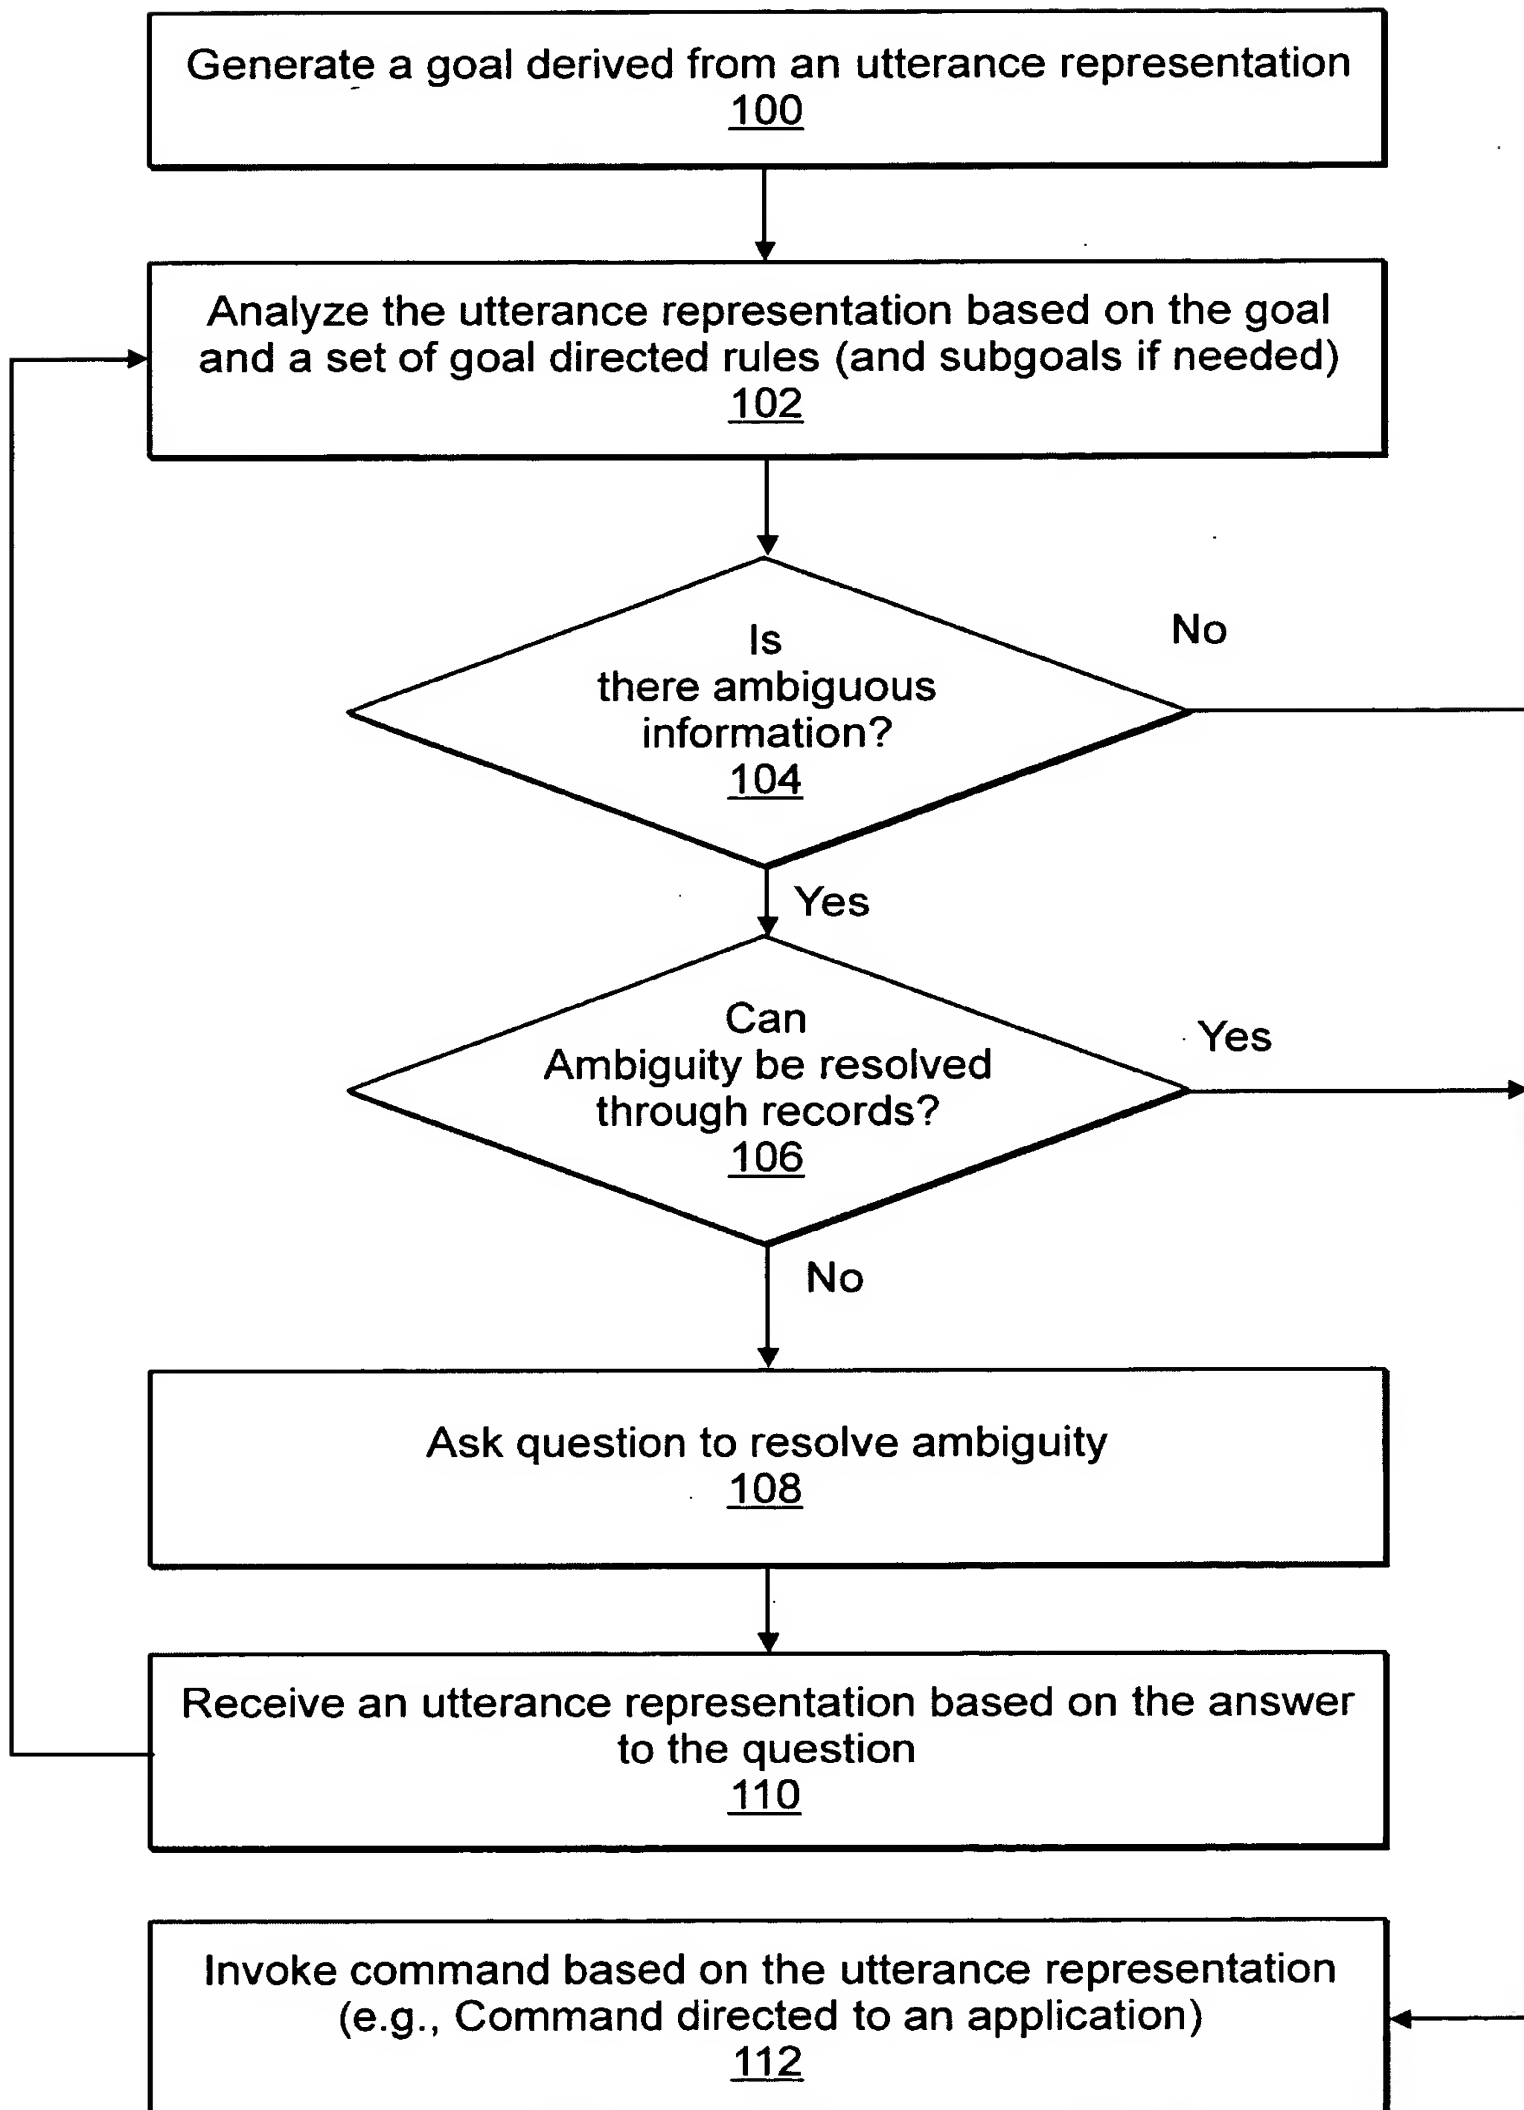 Generate a goal derived from an utterance representation
100
Analyze the utterance representation based on the goal
and a set of goal directed rules (and subgoals if needed)
102
Is
there ambiguous
information?
104
No
Yes
Can
Ambiguity be resolved
through records?
106
Yes
No
Ask question to resolve ambiguity
108
Receive an utterance representation based on the answer
to the question
110
Invoke command based on the utterance representation
(e.g., Command directed to an application)
112